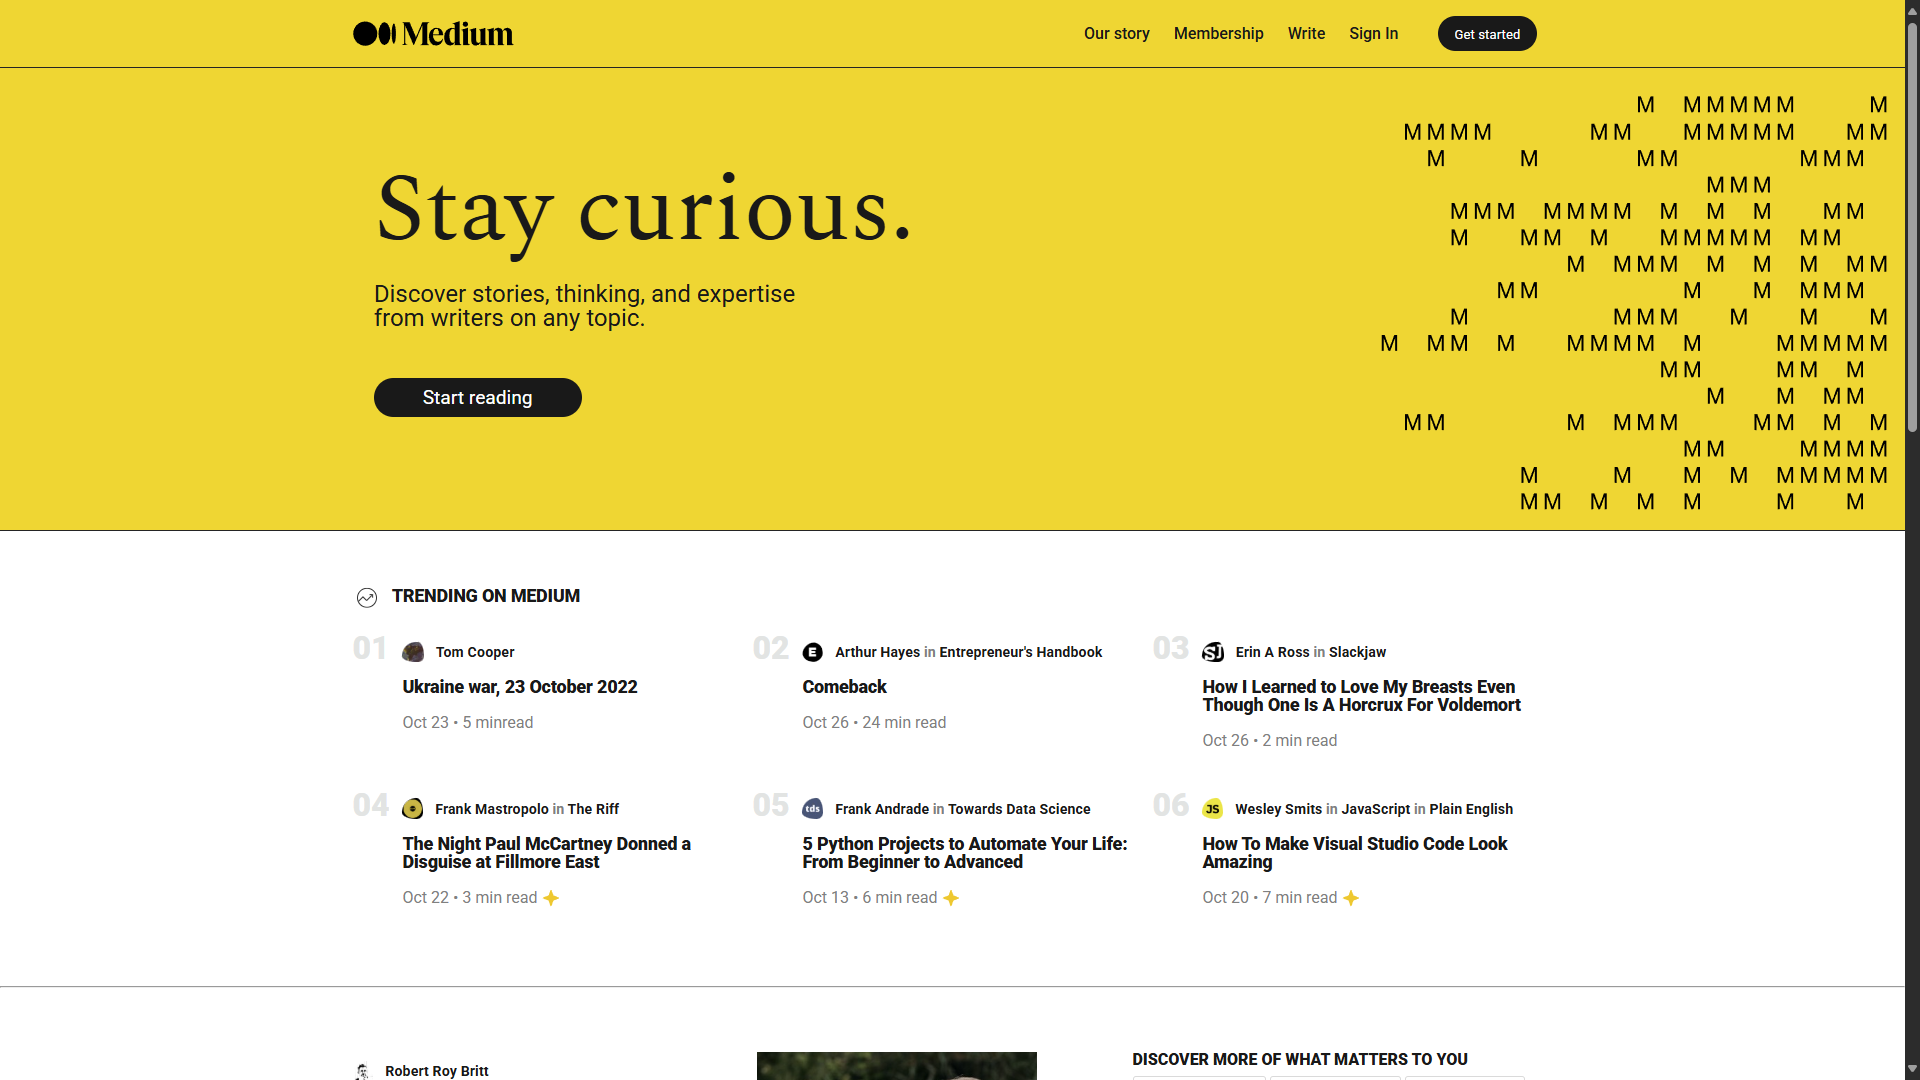 Medium
Our story Membership Write Sign In Get started
M MMMMM M
MMMM MM MMMMM MM
M M MM MMM
MMM
MMM MMMM M M M MM
M MM M MMMMM MM
M MMM M M M MM
MM M M MMM
M MMM M M M
M MM M MMMM M MMMMM
MM MM M
M M MM
MM M MMM MM M M
MM MMMM
M M M M MMMMM
MM M M M M M
Stay curious.
Discover stories, thinking, and expertise
from writers on any topic.
Start reading
TRENDING ON MEDIUM
01 Tom Cooper
Ukraine war, 23 October 2022
Oct 23 • 5 minread
02 E Arthur Hayes in Entrepreneur's Handbook
Comeback
Oct 26 • 24 min read
03 SJ Erin A Ross in Slackjaw
How I Learned to Love My Breasts Even
Though One Is A Horcrux For Voldemort
Oct 26 • 2 min read
04 Frank Mastropolo in The Riff
The Night Paul McCartney Donned a
Disguise at Fillmore East
Oct 22 • 3 min read
05 tds Frank Andrade in Towards Data Science
5 Python Projects to Automate Your Life:
From Beginner to Advanced
Oct 13 • 6 min read
06 JS Wesley Smits in JavaScript in Plain English
How To Make Visual Studio Code Look
Amazing
Oct 20 • 7 min read
Robert Roy Britt
DISCOVER MORE OF WHAT MATTERS TO YOU